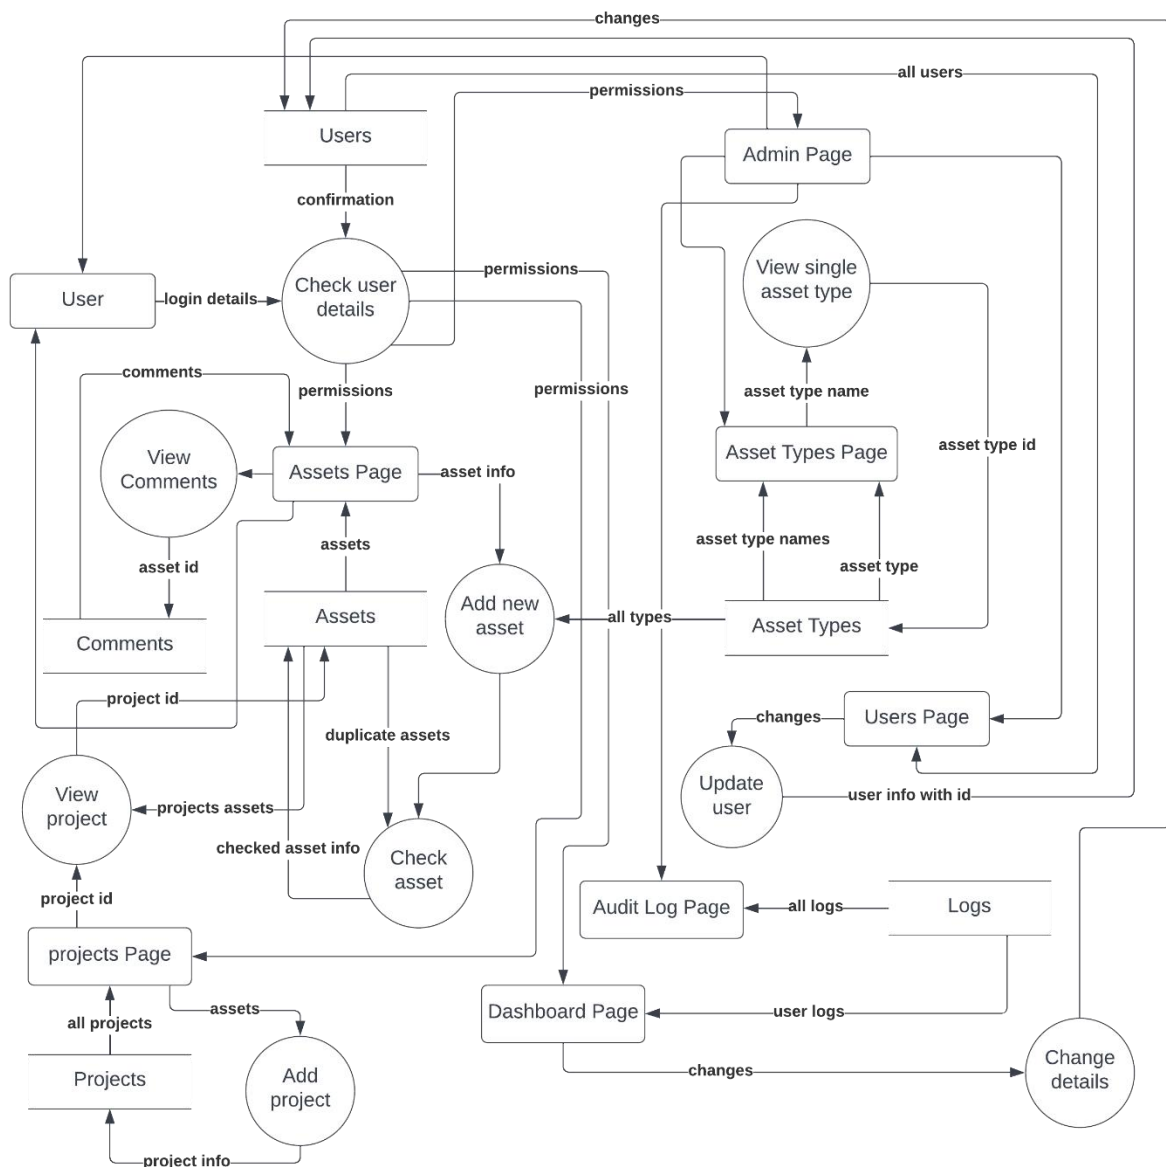 changes
all users
permissions
Users
Admin Page
confirmation
View single
asset type
permissions
Check user
details
User
login details
comments
permissions
permissions
asset type name
View
Comments
Assets Page
asset info
Asset Types Page
asset type id
assets
asset type names
asset id
asset type
Add new
asset
Assets
all types
Asset Types
Comments
project id
changes
Users Page
duplicate assets
View
project
projects assets
Update
user
user info with id
checked asset info
Check
asset
project id
Audit Log Page
all logs
Logs
projects Page
assets
Dashboard Page
user logs
all projects
Projects
Add
project
changes
Change
details
project info